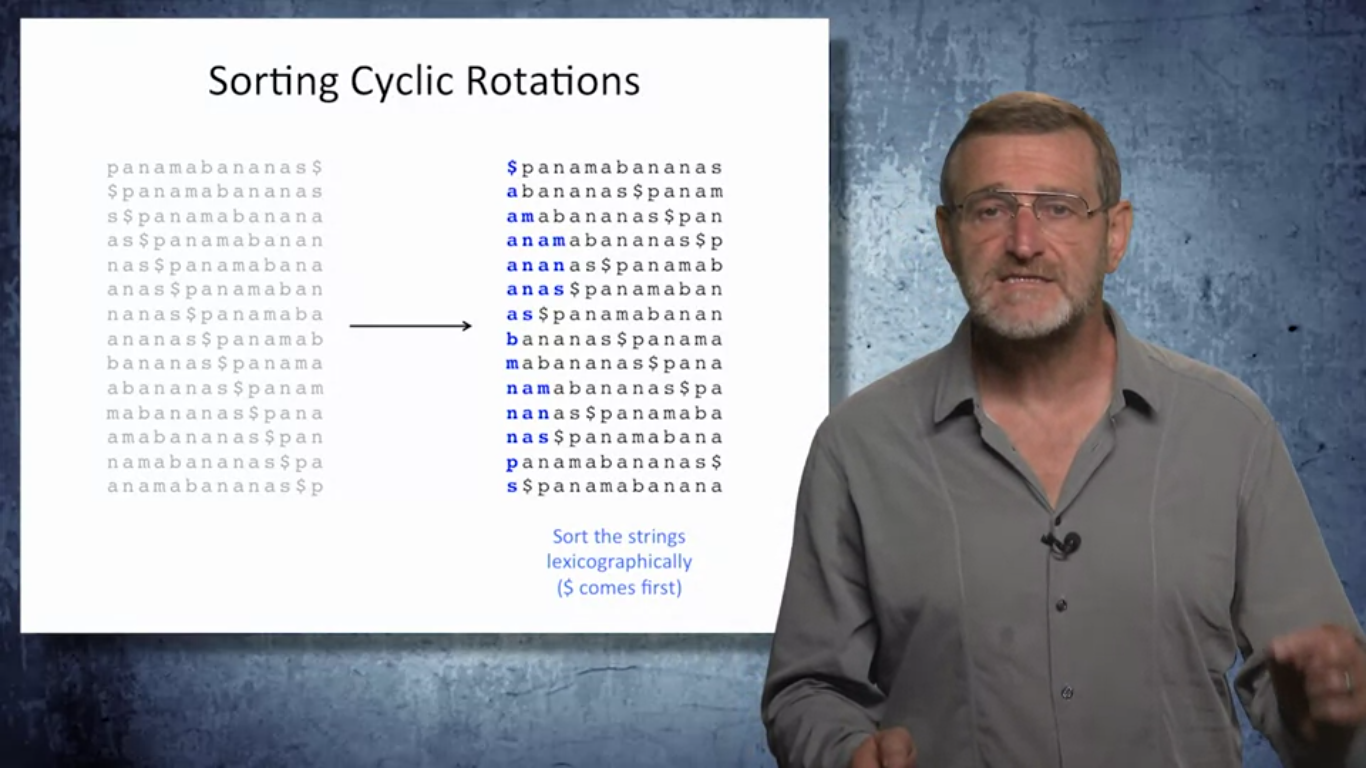 Sorting Cyclic Rotations
panamabananas$
$panamabananas
s$panamabanana
as$panamabanan
nas$panamabana
anas$panamaban
nanas$panamaba
ananas$panamab
bananas$panama
abananas$panam
mabananas$pana
amabananas$pan
namabananas$pa
anamabananas$p
$panamabananas
abananas$panam
amabananas$pan
anamabananas$p
ananas$panamab
anas$panamaban
as$panamabanan
bananas$panama
mabananas$pana
namabananas$pa
nanas$panamaba
nas$panamabana
panamabananas$
s$panamabanana
Sort the strings
lexicographically
($ comes first)